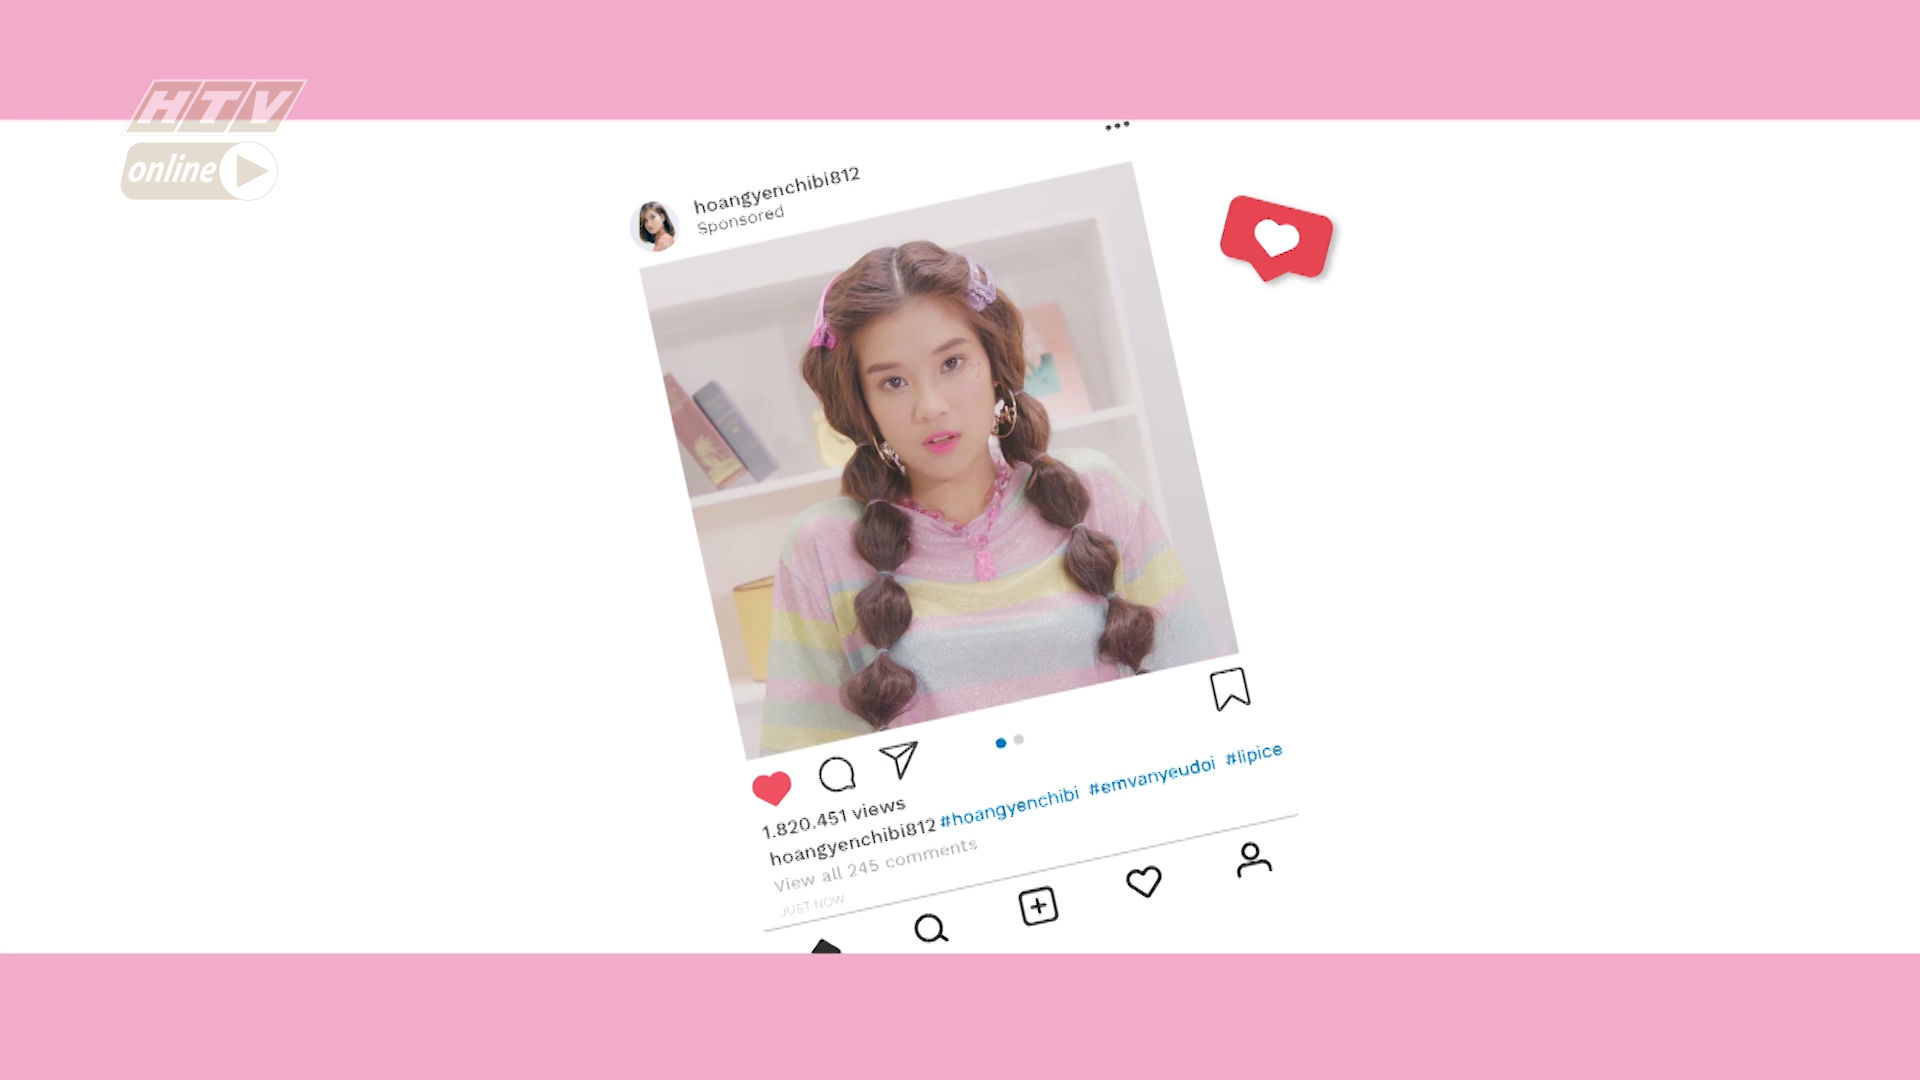 HTV
online
hoangyenchibi812
Sponsored
1.820.451 views
hoangyenchibi812 #hoangyenchibi #emvanyeudoi #lipice
View all 245 comments
JUST NOW